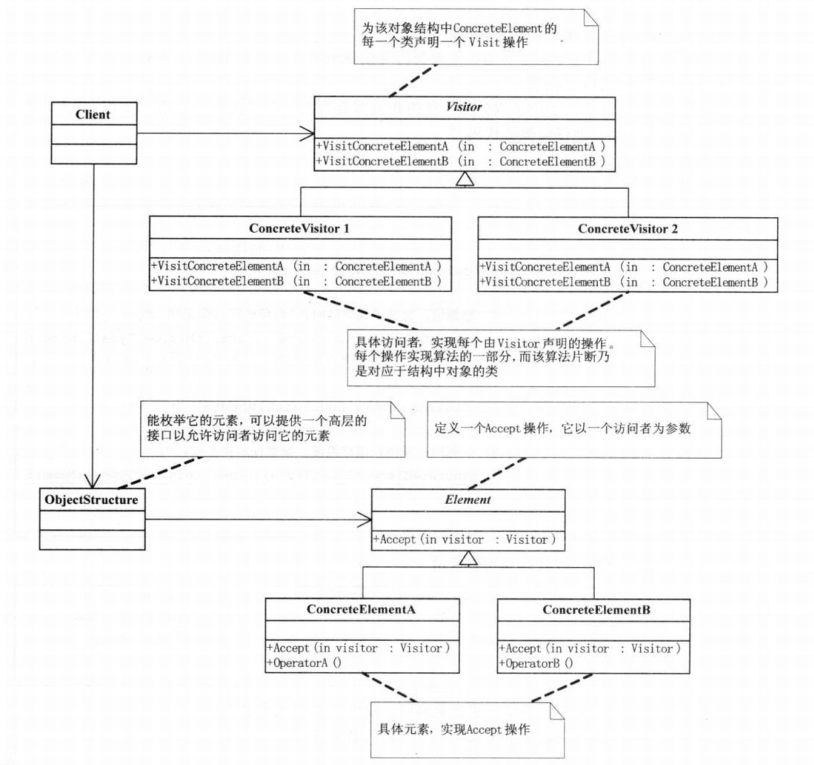 为该对象结构中ConcreteElement的
每一个类声明一个 Visit 操作
Client
Visitor
+VisitConcreteElementA (in : ConcreteElementA )
+VisitConcreteElementB (in : ConcreteElementB )
ConcreteVisitor 1
+VisitConcreteElementA (in : ConcreteElementA )
+VisitConcreteElementB (in : ConcreteElementB )
ConcreteVisitor 2
+VisitConcreteElementA (in : ConcreteElementA )
+VisitConcreteElementB (in : ConcreteElementB )
具体访问者，实现每个由Visitor声明的操作。
每个操作实现算法的一部分,而该算法片断乃
是对应于结构中对象的类
能枚举它的元素，可以提供一个高层的
接口以允许访问者访问它的元素
定义一个Accept 操作，它以一个访问者为参数
ObjectStructure
Element
+Accept(in visitor : Visitor)
ConcreteElementA
+Accept(in visitor : Visitor)
+OperatorA ()
ConcreteElementB
+Accept(in visitor : Visitor)
+OperatorB ()
具体元素，实现Accept 操作